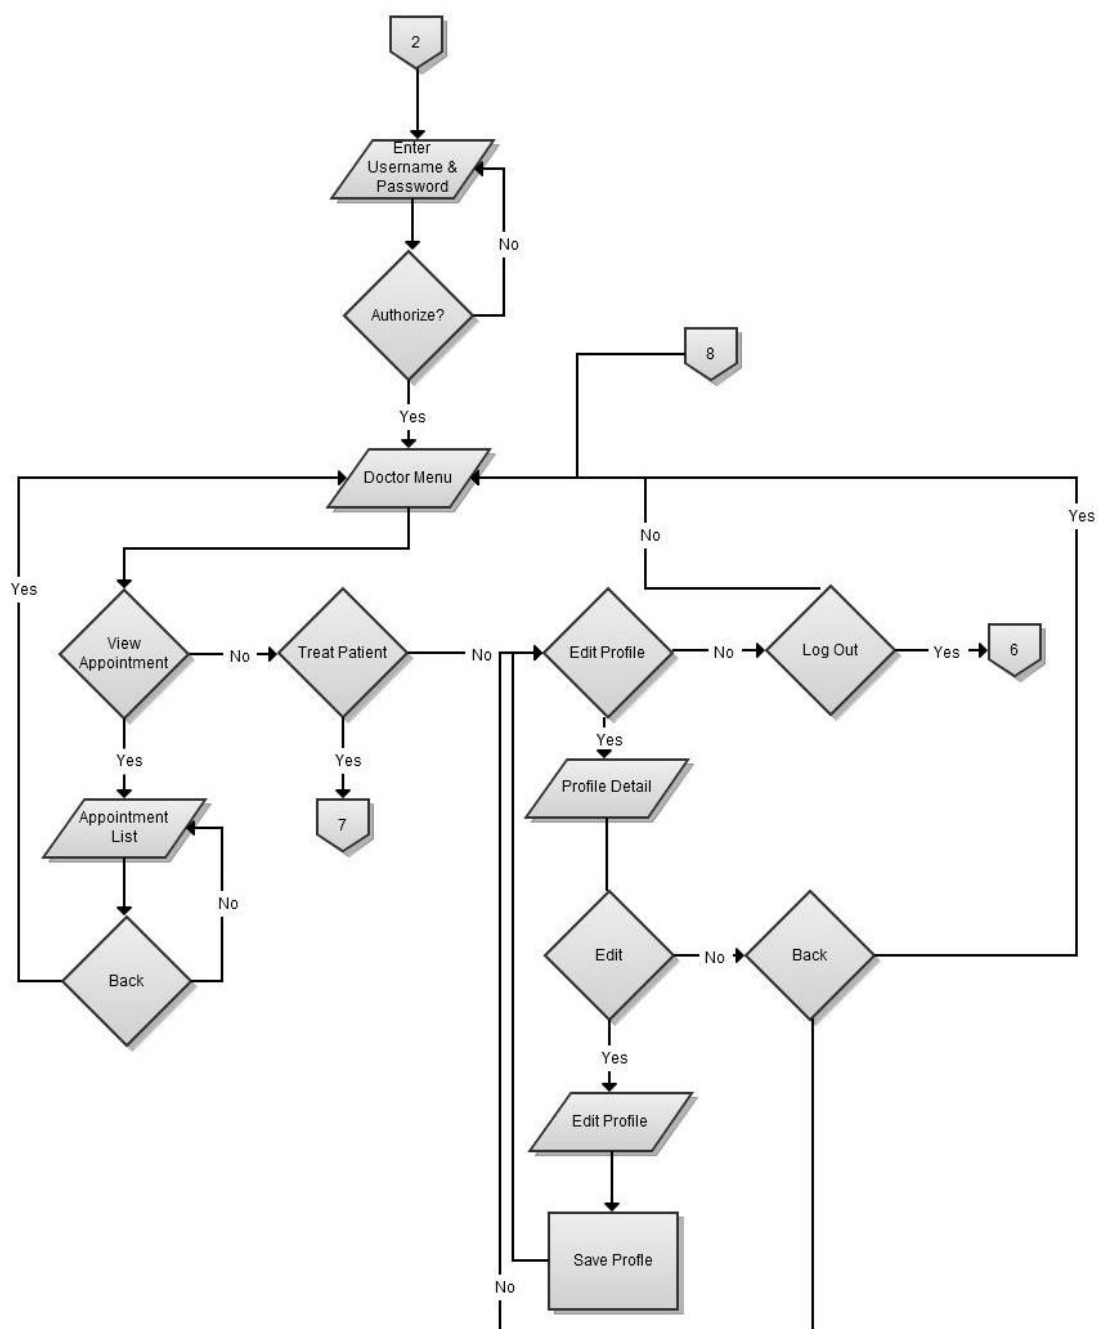 2
Enter
Username &
Password
No
Authorize?
8
Yes
Doctor Menu
Yes
No
Yes
View
Appointment
No
Treat Patient
No
Edit Profile
No
Log Out
Yes
6
Yes
Yes
Yes
Profile Detail
Appointment
List
7
No
Back
Edit
No
Back
Yes
Edit Profile
Save Profle
No